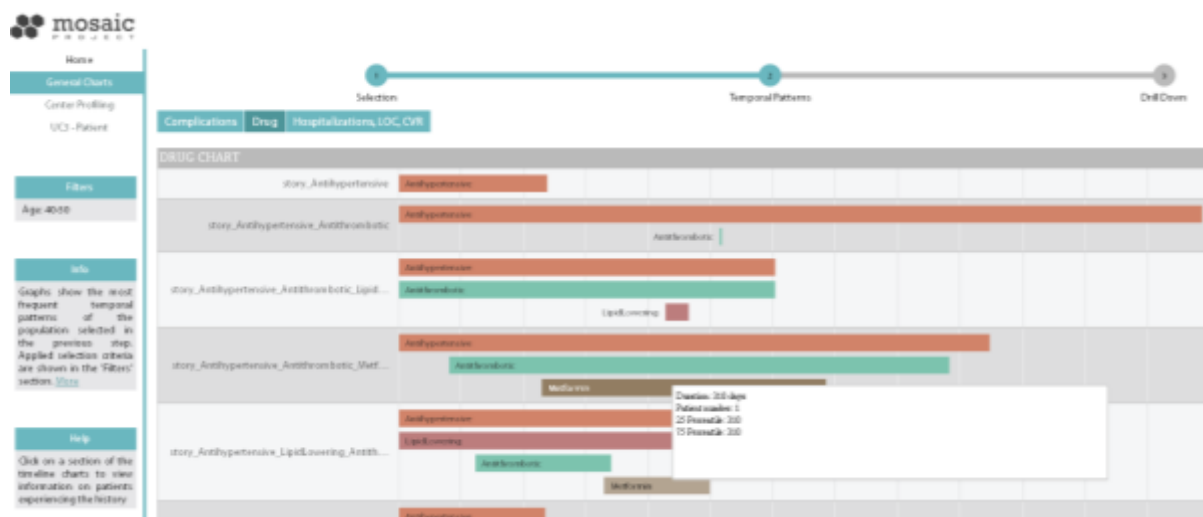 mosaic
PROJECT
Home
General Charts
Center Profiling
UC3 - Patient
1
2
3
Selection
Temporal Patterns
Drill Down
Complications
Drug
Hospitalizations, LOC, CVR
DRUG CHART
story_Antihypertensive
Antihypertensive
story_Antihypertensive_Antithrombotic
Antihypertensive
Antithrombotic
story_Antihypertensive_Antithrombotic_Lipid...
Antihypertensive
Antithrombotic
LipidLowering
story_Antihypertensive_Antithrombotic_Metf...
Antihypertensive
Antithrombotic
Metformin
Duration: 310 days
Patient number: 1
25 Percentile: 310
75 Percentile: 310
story_Antihypertensive_LipidLowering_Antith...
Antihypertensive
LipidLowering
Antithrombotic
Metformin
Antihypertensive
Filters
Age: 40-50
Info
Graphs show the most
frequent temporal
patterns of the
population selected in
the previous step.
Applied selection criteria
are shown in the 'Filters'
section. More
Help
Click on a section of the
timeline charts to view
information on patients
experiencing the history